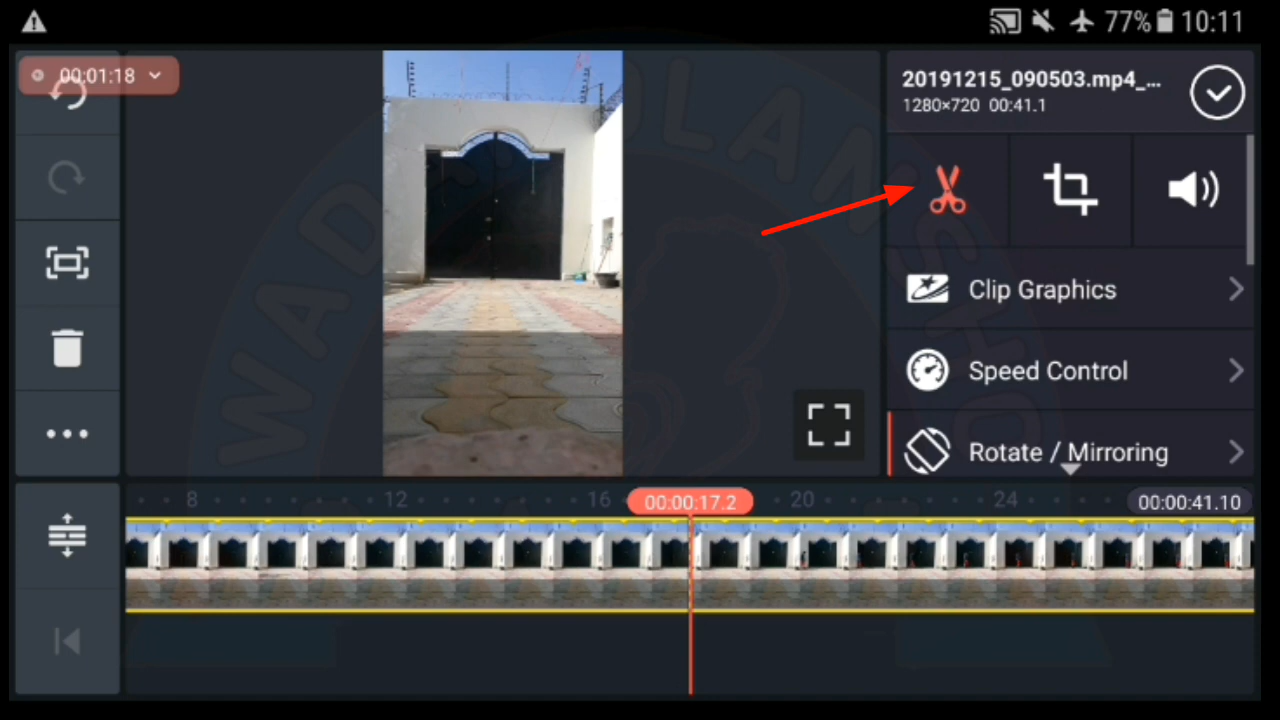 77% 10:11
00:01:18
20191215_090503.mp4_...
1280×720 00:41.1
Clip Graphics
Speed Control
Rotate / Mirroring
8 12 16 00:00:17.2 20 24 00:00:41.10